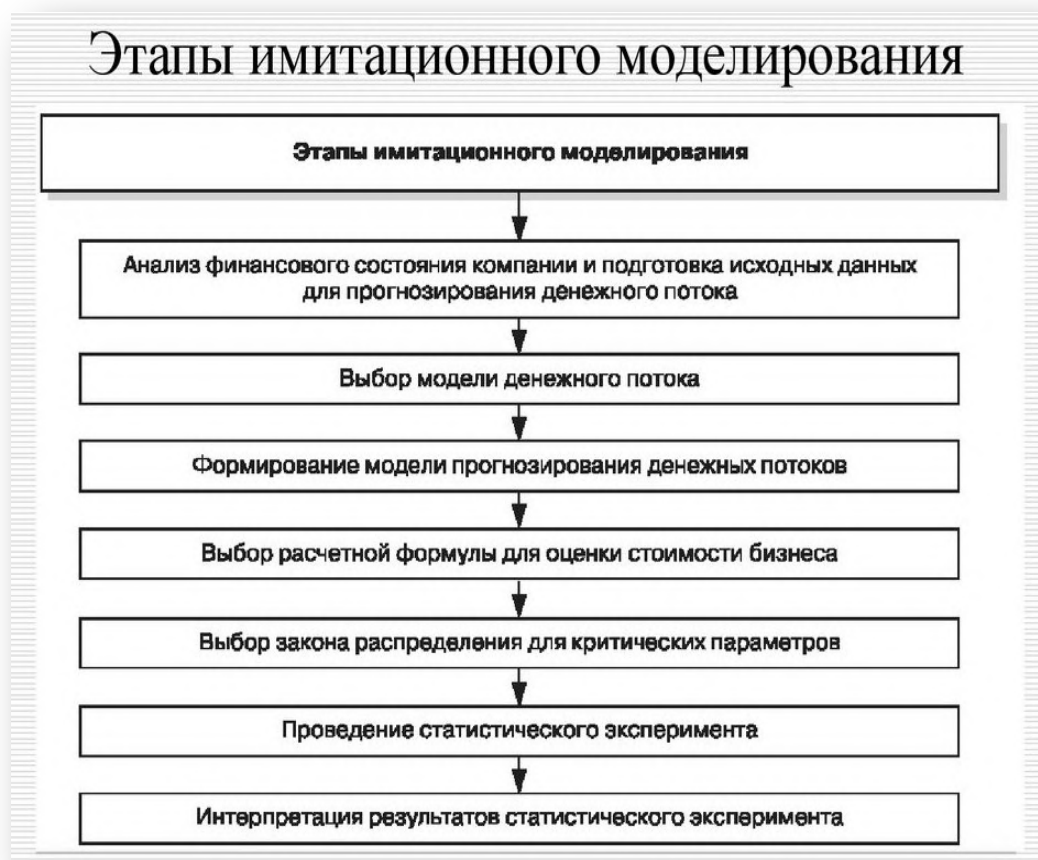 Этапы имитационного моделирования
Этапы имитационного моделирования
Анализ финансового состояния компании и подготовка исходных данных
для прогнозирования денежного потока
Выбор модели денежного потока
Формирование модели прогнозирования денежных потоков
Выбор расчетной формулы для оценки стоимости бизнеса
Выбор закона распределения для критических параметров
Проведение статистического эксперимента
Интерпретация результатов статистического эксперимента